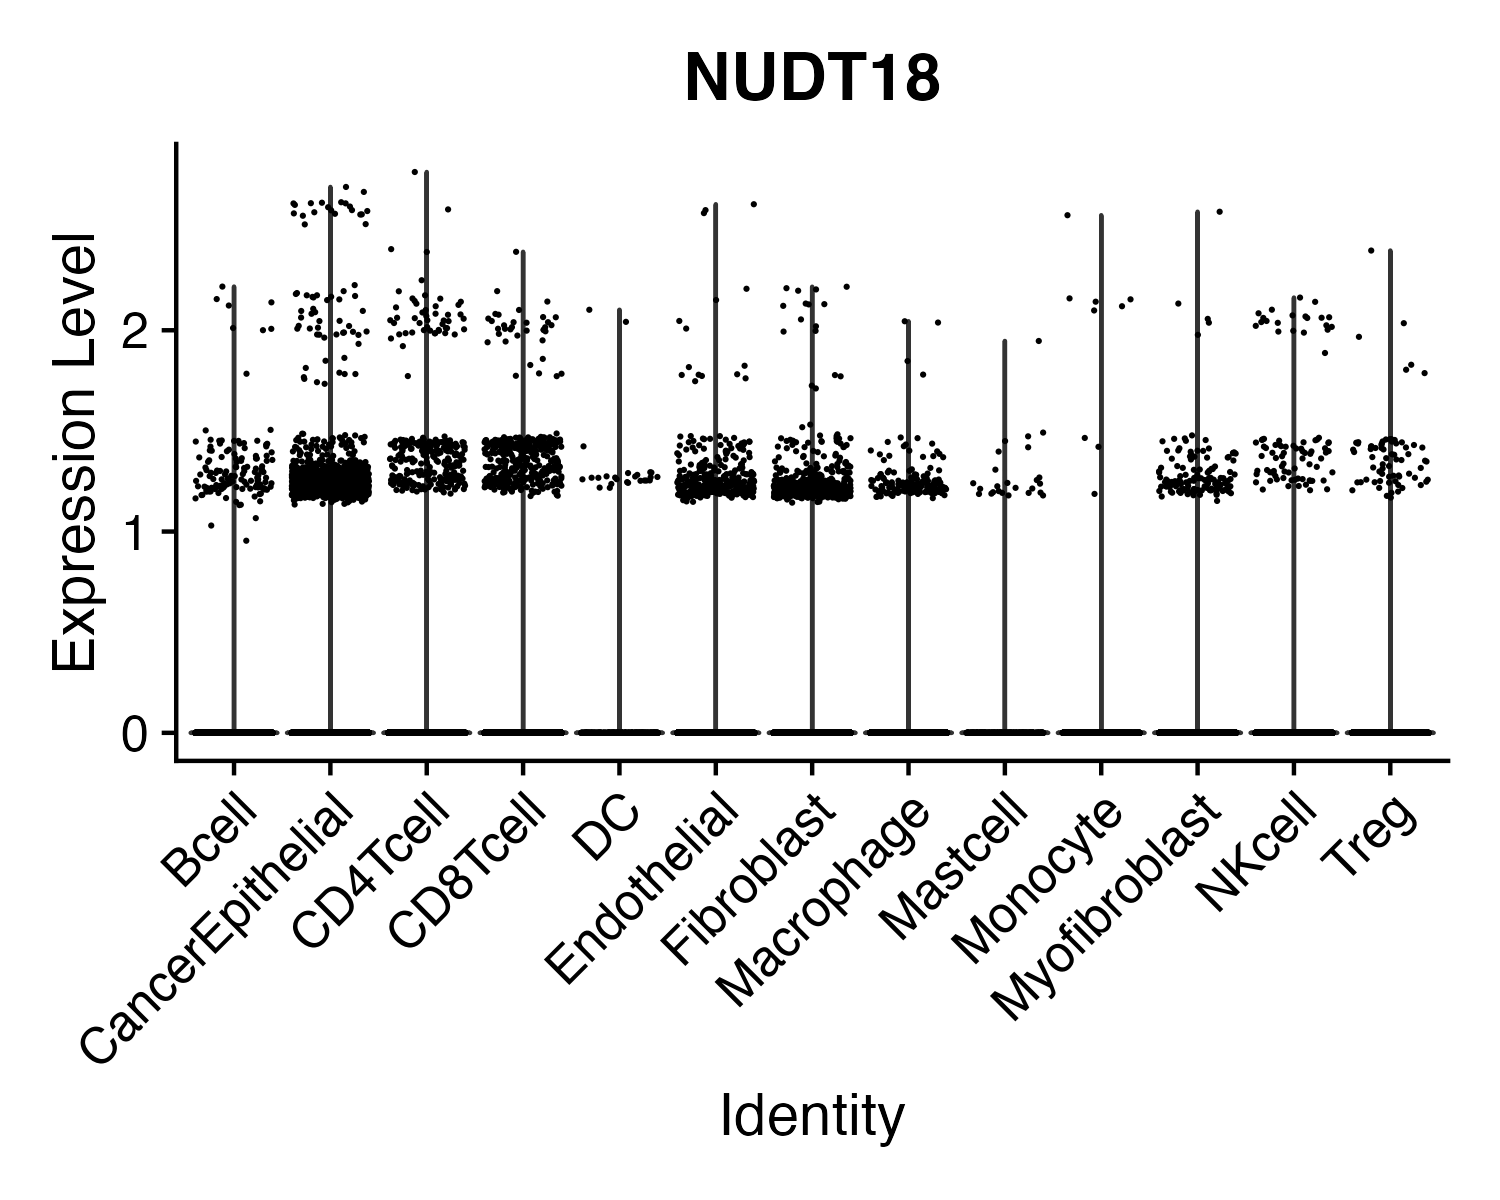 NUDT18
Expression Level
2
1
0
Bcell
CancerEpithelial
CD4Tcell
CD8Tcell
DC
Endothelial
Fibroblast
Macrophage
Mastcell
Monocyte
Myofibroblast
NKcell
Treg
Identity